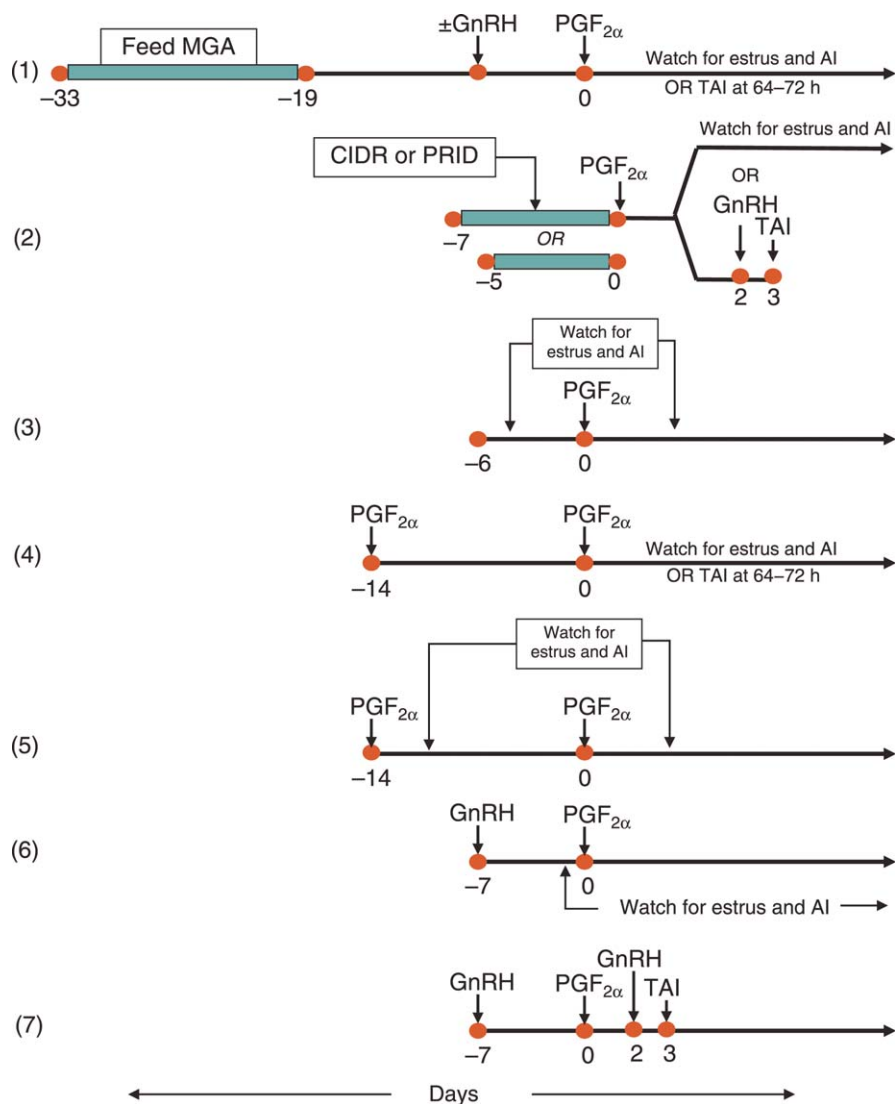 Feed MGA
±GnRH
PGF2α
(1)
Watch for estrus and AI
OR TAI at 64–72 h
–33
–19
0
Watch for estrus and AI
CIDR or PRID
PGF2α
OR
GnRH
TAI
(2)
–7
OR
–5
0
2
3
Watch for
estrus and AI
PGF2α
(3)
–6
0
PGF2α
PGF2α
(4)
Watch for estrus and AI
OR TAI at 64–72 h
–14
0
Watch for
estrus and AI
PGF2α
PGF2α
(5)
–14
0
GnRH
PGF2α
(6)
–7
0
Watch for estrus and AI
GnRH
GnRH
PGF2α
TAI
(7)
–7
0
2
3
Days